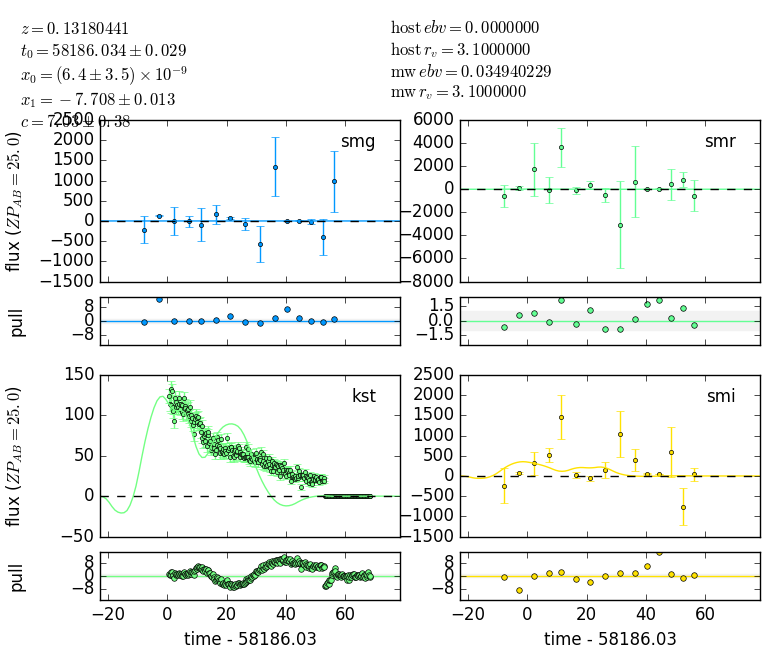 z = 0.13180441
t₀ = 58186.034 ± 0.029
x₀ = (6.4 ± 3.5) × 10⁻⁹
x₁ = −7.708 ± 0.013
c = 7.03 ± 0.38
host ebv = 0.0000000
host r_v = 3.1000000
mw ebv = 0.034940229
mw r_v = 3.1000000
flux (ZP_AB = 25.0)
2500
2000
1500
1000
500
0
−500
−1000
−1500
smg
6000
4000
2000
0
−2000
−4000
−6000
−8000
smr
pull
8
0
−8
1.5
0.0
−1.5
flux (ZP_AB = 25.0)
150
100
50
0
−50
kst
2500
2000
1500
1000
500
0
−500
−1000
−1500
smi
pull
8
0
−8
8
0
−8
−20 0 20 40 60
−20 0 20 40 60
time - 58186.03
time - 58186.03